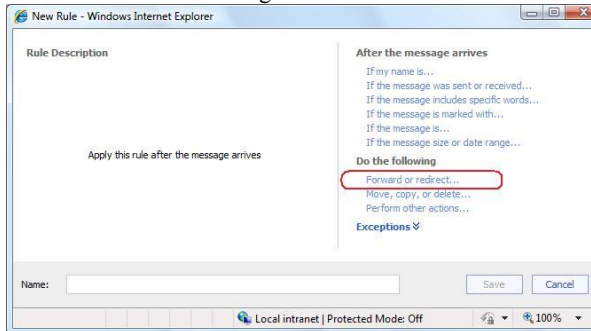 New Rule - Windows Internet Explorer
Rule Description
Apply this rule after the message arrives
After the message arrives
If my name is...
If the message was sent or received...
If the message includes specific words...
If the message is marked with...
If the message is...
If the message size or date range...
Do the following
Forward or redirect...
Move, copy, or delete...
Perform other actions...
Exceptions
Name:
Save
Cancel
Local intranet | Protected Mode: Off
100%